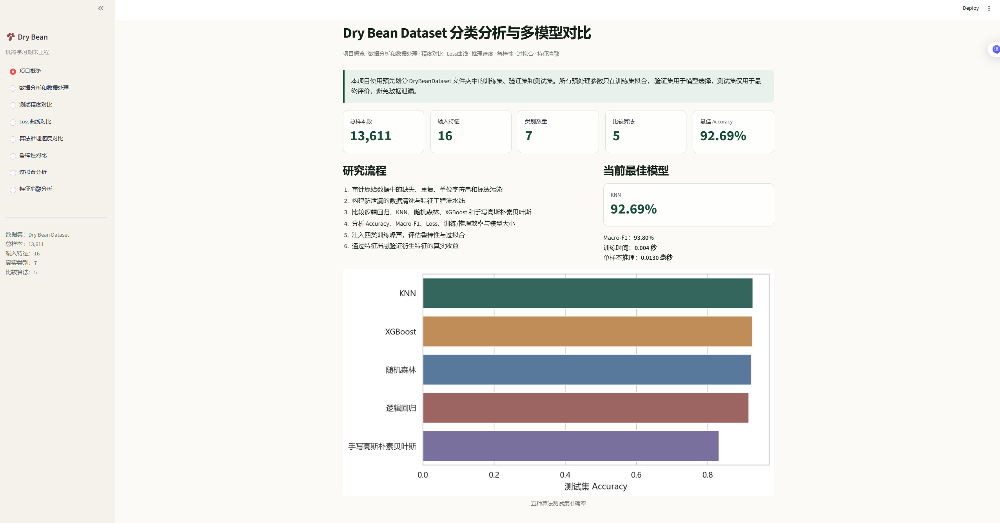 Deploy
Dry Bean
机器学习期末工程
项目概览
数据分析和数据处理
测试精度对比
Loss曲线对比
算法推理速度对比
鲁棒性对比
过拟合分析
特征消融分析
数据集：Dry Bean Dataset
总样本：13,611
输入特征：16
真实类别：7
比较算法：5
Dry Bean Dataset 分类分析与多模型对比
项目概览 · 数据分析和数据处理 · 精度对比 · Loss曲线 · 推理速度 · 鲁棒性 · 过拟合 · 特征消融
本项目使用预先划分 DryBeanDataset 文件夹中的训练集、验证集和测试集。所有预处理参数只在训练集拟合， 验证集用于模型选择，测试集仅用于最
终评价，避免数据泄漏。
总样本数
13,611
输入特征
16
类别数量
7
比较算法
5
最佳 Accuracy
92.69%
研究流程
1. 审计原始数据中的缺失、重复、单位字符串和标签污染
2. 构建防泄漏的数据清洗与特征工程流水线
3. 比较逻辑回归、KNN、随机森林、XGBoost 和手写高斯朴素贝叶斯
4. 分析 Accuracy、Macro-F1、Loss、训练/推理效率与模型大小
5. 注入四类训练噪声，评估鲁棒性与过拟合
6. 通过特征消融验证衍生特征的真实收益
当前最佳模型
KNN
92.69%
Macro-F1：93.80%
训练时间：0.004 秒
单样本推理：0.0130 毫秒
KNN
XGBoost
随机森林
逻辑回归
手写高斯朴素贝叶斯
0.0 0.2 0.4 0.6 0.8
测试集 Accuracy
五种算法测试集准确率
译